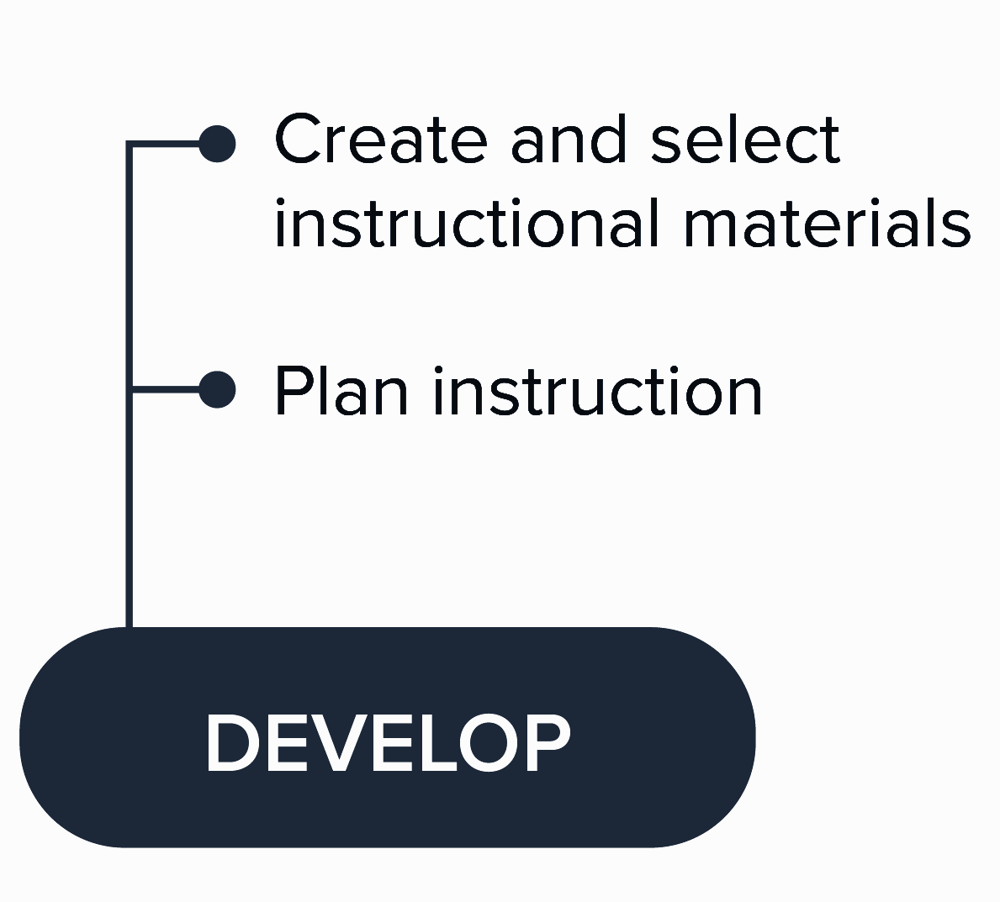 Create and select
instructional materials
Plan instruction
DEVELOP